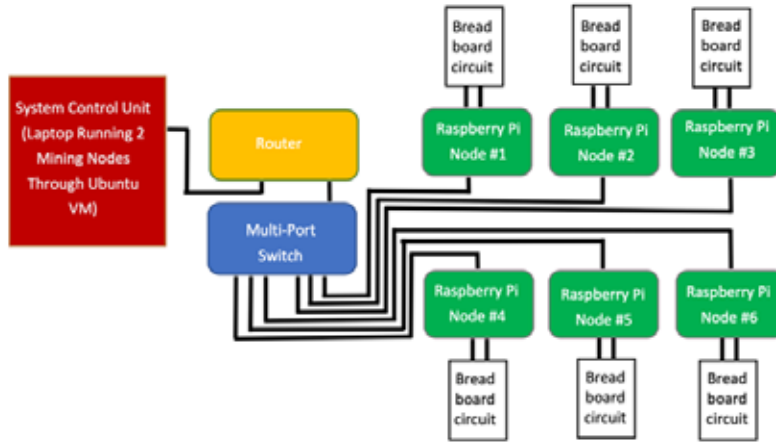 Bread
board
circuit
Bread
board
circuit
Bread
board
circuit
System Control Unit
(Laptop Running 2
Mining Nodes
Through Ubuntu
VM)
Router
Raspberry Pi
Node #1
Raspberry Pi
Node #2
Raspberry Pi
Node #3
Multi-Port
Switch
Raspberry Pi
Node #4
Raspberry Pi
Node #5
Raspberry Pi
Node #6
Bread
board
circuit
Bread
board
circuit
Bread
board
circuit